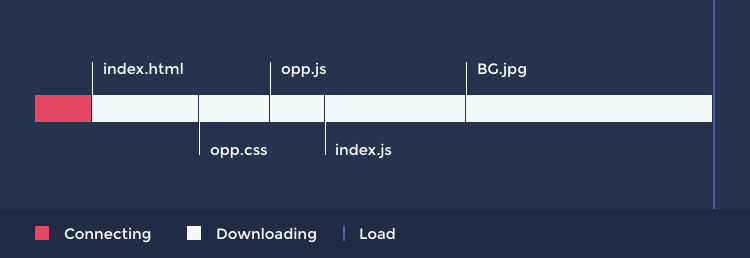 index.html
opp.js
BG.jpg
opp.css
index.js
Connecting
Downloading
Load